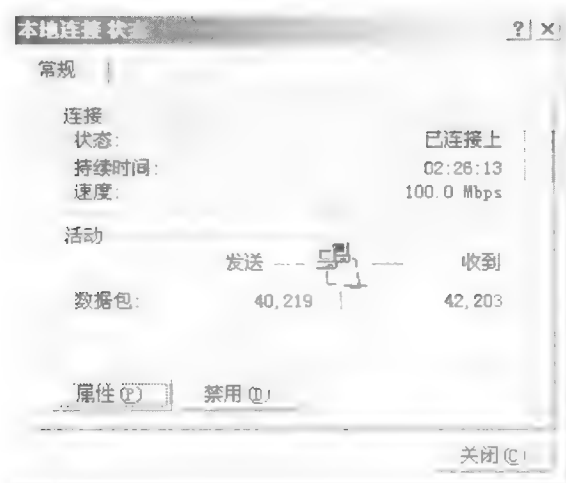 本地连接 状态
常规
连接
状态: 已连接上
持续时间: 02:26:13
速度: 100.0 Mbps
活动
发送 收到
数据包: 40,219 42,203
属性(P) 禁用(D)
关闭(C)